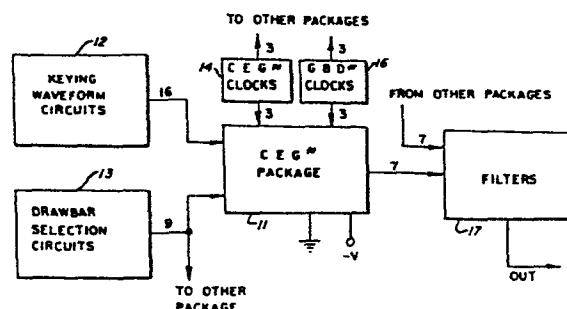 TO OTHER PACKAGES
12
3
3
14
C E G #
CLOCKS
G B D #
CLOCKS
16
KEYING
WAVEFORM
CIRCUITS
16
3
3
FROM OTHER PACKAGES
7
C E G #
PACKAGE
7
FILTERS
13
DRAWBAR
SELECTION
CIRCUITS
9
11
-V
17
OUT
TO OTHER
PACKAGE